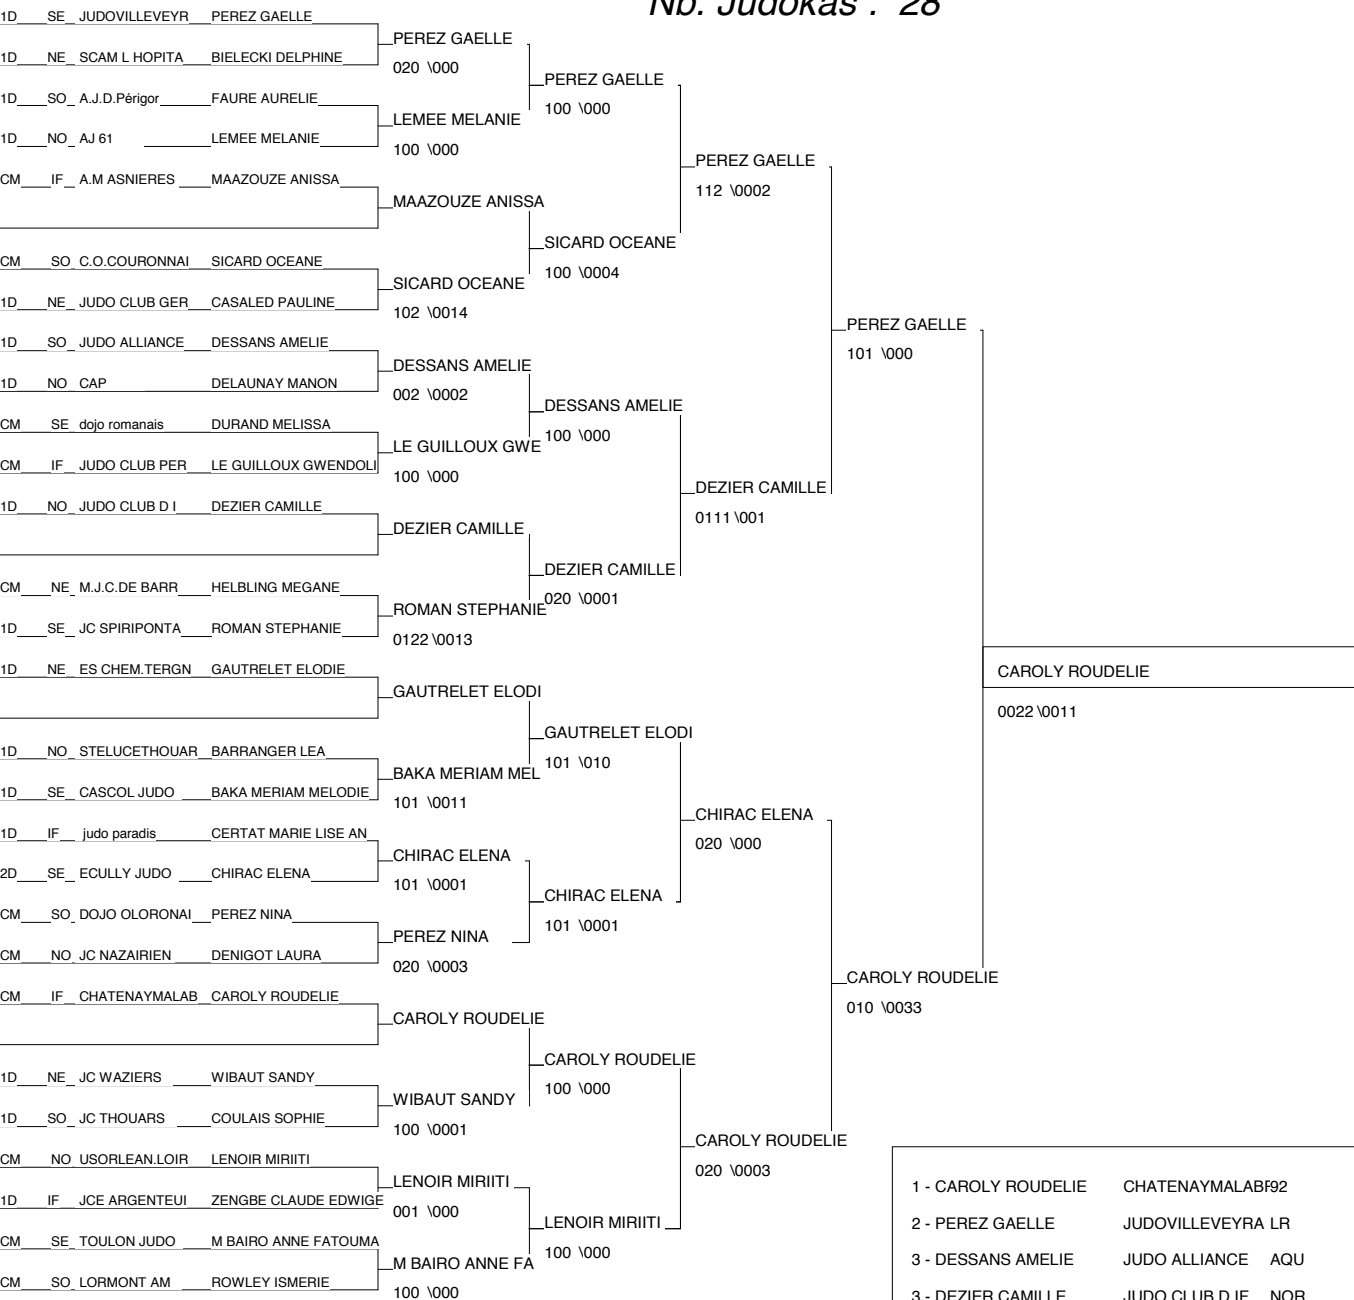 Nb. Judokas : 28
1D SE JUDOVILLEVEYR PEREZ GAELLE
PEREZ GAELLE
1D NE SCAM L HOPITA BIELECKI DELPHINE
020 \000
PEREZ GAELLE
1D SO A.J.D.Périgor FAURE AURELIE
100 \000
LEMEE MELANIE
1D NO AJ 61 LEMEE MELANIE
100 \000
PEREZ GAELLE
CM IF A.M ASNIERES MAAZOUZE ANISSA
112 \0002
MAAZOUZE ANISSA
SICARD OCEANE
CM SO C.O.COURONNAI SICARD OCEANE
100 \0004
SICARD OCEANE
1D NE JUDO CLUB GER CASALED PAULINE
102 \0014
PEREZ GAELLE
1D SO JUDO ALLIANCE DESSANS AMELIE
101 \000
DESSANS AMELIE
1D NO CAP DELAUNAY MANON
002 \0002
DESSANS AMELIE
CM SE dojo romanais DURAND MELISSA
100 \000
LE GUILLOUX GWE
CM IF JUDO CLUB PER LE GUILLOUX GWENDOLI
100 \000
DEZIER CAMILLE
1D NO JUDO CLUB D I DEZIER CAMILLE
0111 \001
DEZIER CAMILLE
DEZIER CAMILLE
CM NE M.J.C.DE BARR HELBLING MEGANE
020 \0001
ROMAN STEPHANIE
1D SE JC SPIRIPONTA ROMAN STEPHANIE
0122 \0013
1D NE ES CHEM.TERGN GAUTRELET ELODIE
CAROLY ROUDELIE
GAUTRELET ELODI
0022 \0011
GAUTRELET ELODI
1D NO STELUCETHOUAR BARRANGER LEA
101 \010
BAKA MERIAM MEL
1D SE CASCOL JUDO BAKA MERIAM MELODIE
101 \0011
CHIRAC ELENA
1D IF judo paradis CERTAT MARIE LISE AN
020 \000
CHIRAC ELENA
2D SE ECULLY JUDO CHIRAC ELENA
101 \0001
CHIRAC ELENA
CM SO DOJO OLORONAI PEREZ NINA
101 \0001
PEREZ NINA
CM NO JC NAZAIRIEN DENIGOT LAURA
020 \0003
CAROLY ROUDELIE
CM IF CHATENAYMALAB CAROLY ROUDELIE
010 \0033
CAROLY ROUDELIE
CAROLY ROUDELIE
1D NE JC WAZIERS WIBAUT SANDY
100 \000
WIBAUT SANDY
1D SO JC THOUARS COULAIS SOPHIE
100 \0001
CAROLY ROUDELIE
CM NO USORLEAN.LOIR LENOIR MIRIITI
020 \0003
LENOIR MIRIITI
1D IF JCE ARGENTEUI ZENGBE CLAUDE EDWIGE
001 \000
LENOIR MIRIITI
CM SE TOULON JUDO M BAIRO ANNE FATOUMA
100 \000
M BAIRO ANNE FA
CM SO LORMONT AM ROWLEY ISMERIE
100 \000
1 - CAROLY ROUDELIE CHATENAYMALABF92
2 - PEREZ GAELLE JUDOVILLEVEYRA LR
3 - DESSANS AMELIE JUDO ALLIANCE AQU
3 - DEZIER CAMILLE JUDO CLUB D IF NOR